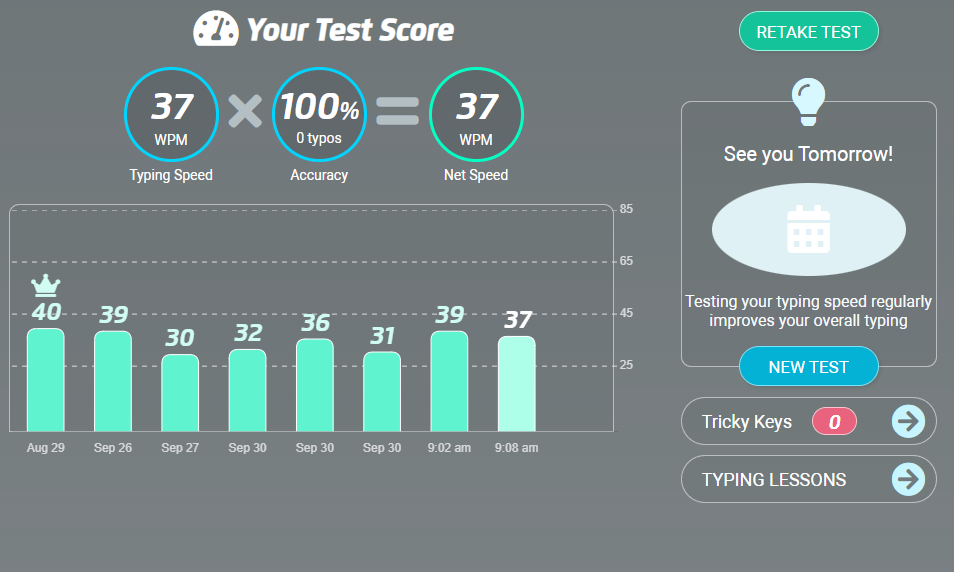 Your Test Score
RETAKE TEST
37
WPM
Typing Speed
100%
0 typos
Accuracy
37
WPM
Net Speed
85
65
45
25
40
39
30
32
36
31
39
37
Aug 29
Sep 26
Sep 27
Sep 30
Sep 30
Sep 30
9:02 am
9:08 am
See you Tomorrow!
Testing your typing speed regularly
improves your overall typing
NEW TEST
Tricky Keys 0
TYPING LESSONS